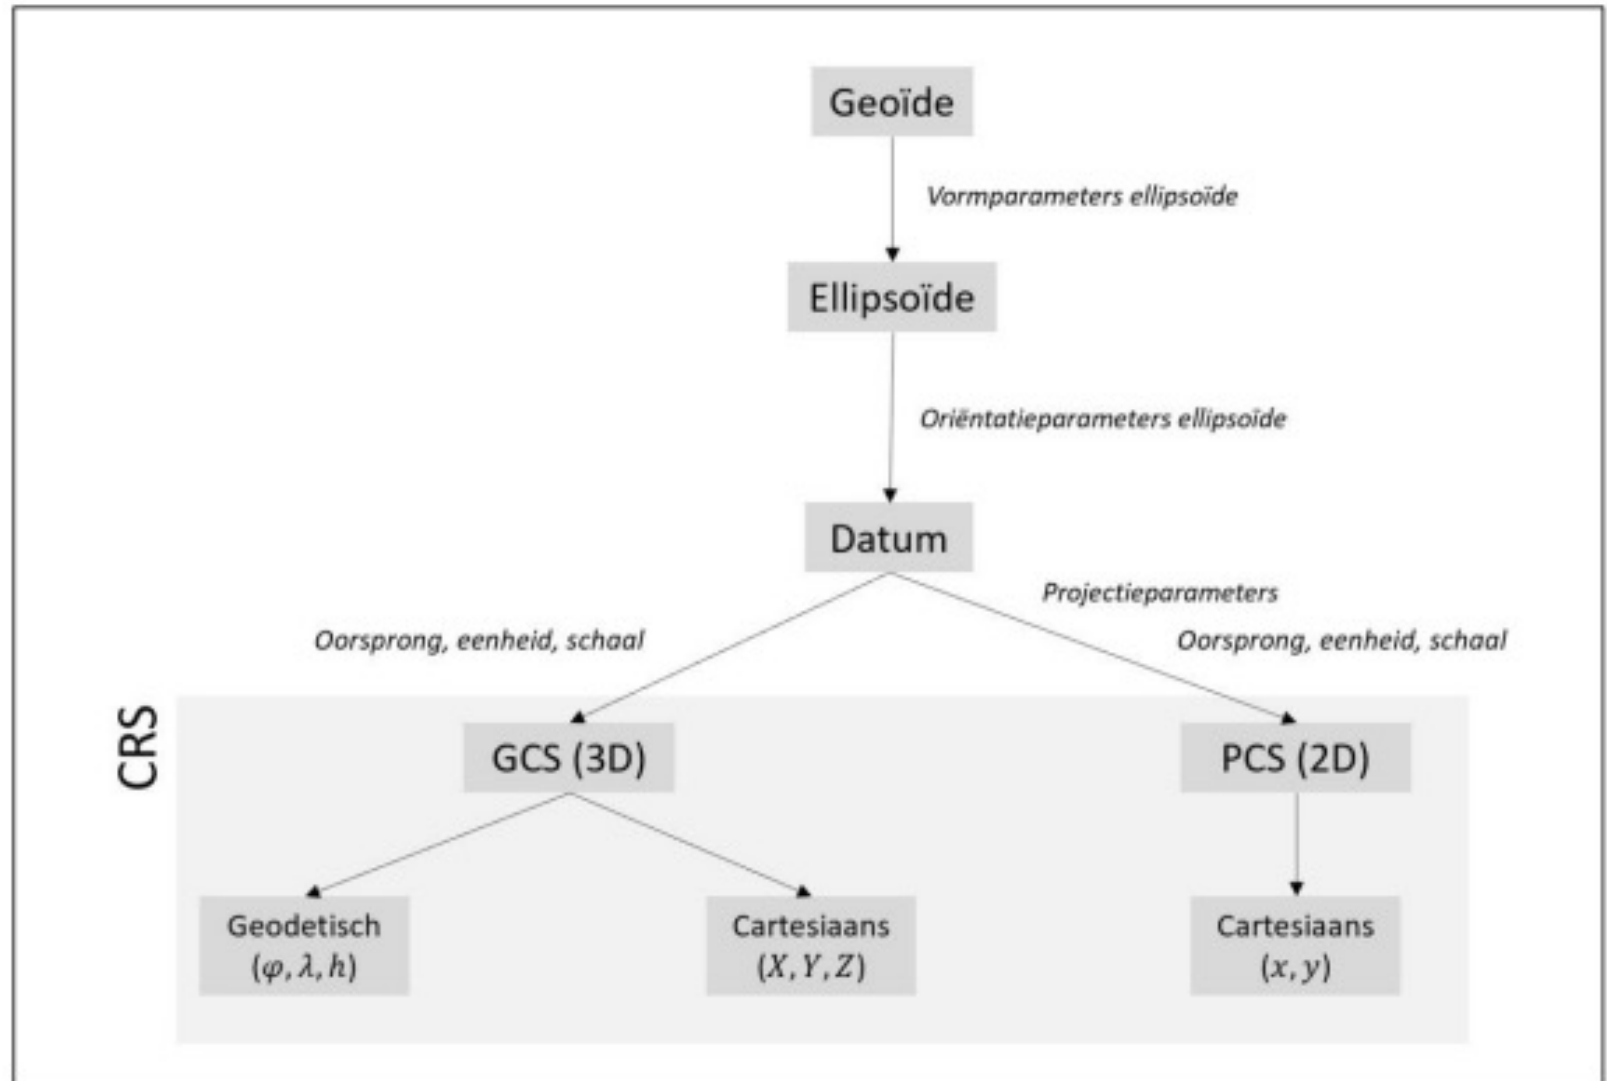 Geoïde
Vormparameters ellipsoïde
Ellipsoïde
Oriëntatieparameters ellipsoïde
Datum
Projectieparameters
Oorsprong, eenheid, schaal
Oorsprong, eenheid, schaal
CRS
GCS (3D)
PCS (2D)
Geodetisch
(φ, λ, h)
Cartesiaans
(X, Y, Z)
Cartesiaans
(x, y)